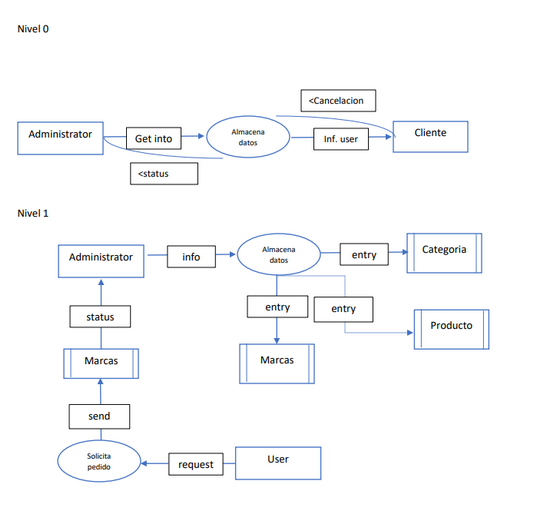 Nivel 0
<Cancelacion
Administrator
Get into
Almacena
datos
Inf. user
Cliente
<status
Nivel 1
Administrator
info
Almacena
datos
entry
Categoria
status
entry
entry
Producto
Marcas
Marcas
send
Solicita
pedido
request
User